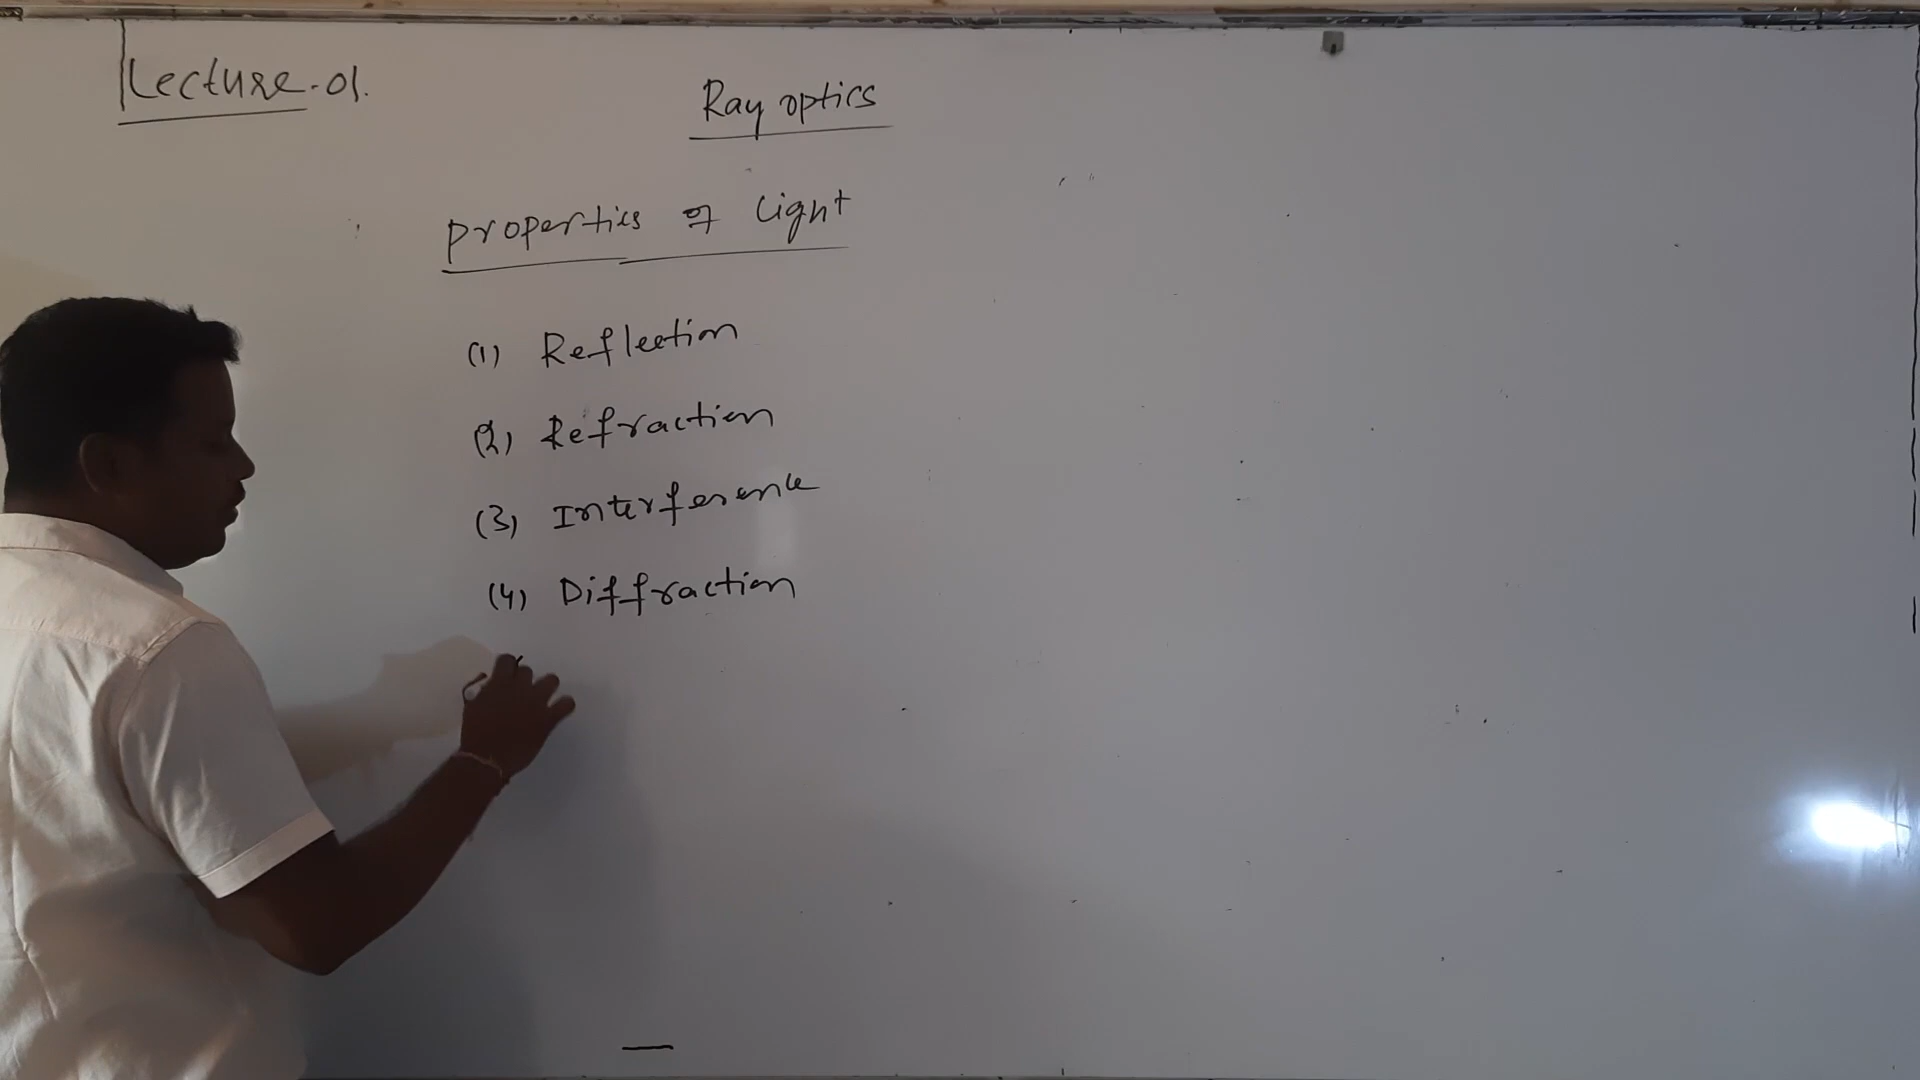 Lecture-01.
Ray optics
properties of Light
(1) Reflection
(2) Refraction
(3) Interference
(4) Diffraction